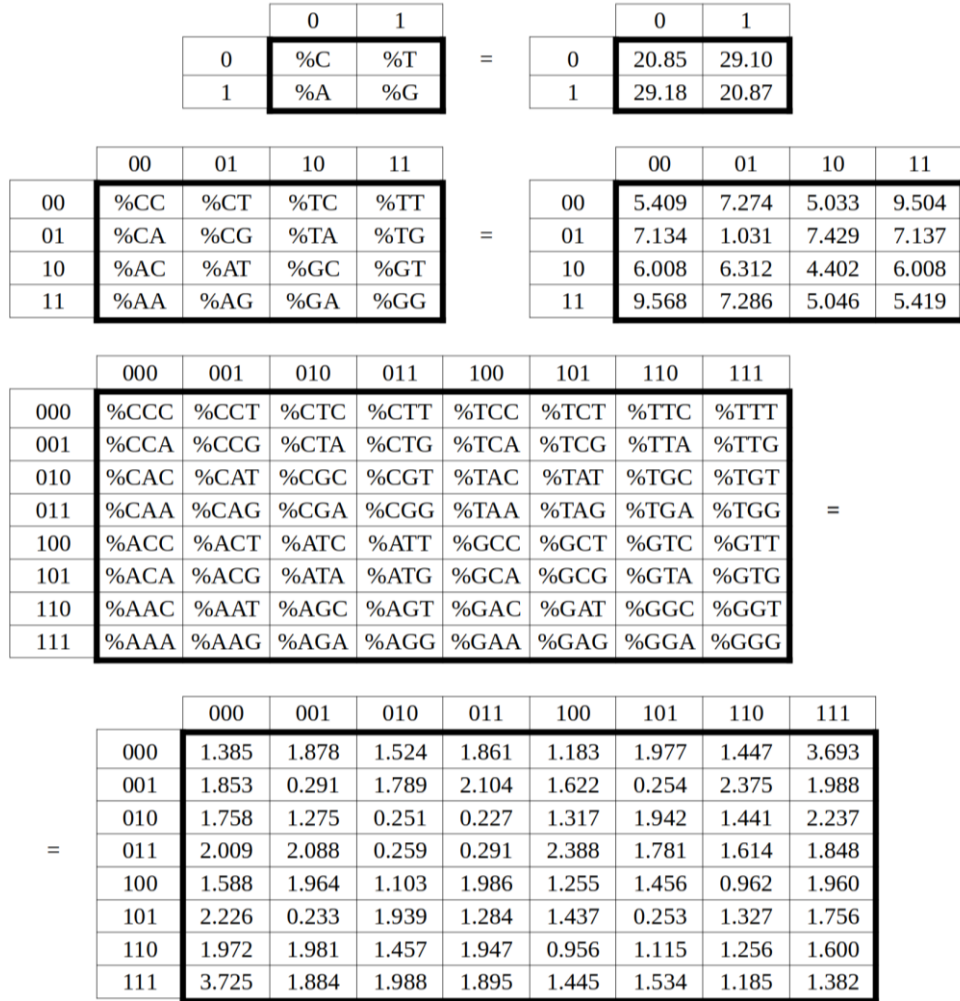 0 1 0 1
0 %C %T = 0 20.85 29.10
1 %A %G 1 29.18 20.87
00 01 10 11 00 01 10 11
00 %CC %CT %TC %TT 00 5.409 7.274 5.033 9.504
01 %CA %CG %TA %TG = 01 7.134 1.031 7.429 7.137
10 %AC %AT %GC %GT 10 6.008 6.312 4.402 6.008
11 %AA %AG %GA %GG 11 9.568 7.286 5.046 5.419
000 001 010 011 100 101 110 111
000 %CCC %CCT %CTC %CTT %TCC %TCT %TTC %TTT
001 %CCA %CCG %CTA %CTG %TCA %TCG %TTA %TTG
010 %CAC %CAT %CGC %CGT %TAC %TAT %TGC %TGT
011 %CAA %CAG %CGA %CGG %TAA %TAG %TGA %TGG =
100 %ACC %ACT %ATC %ATT %GCC %GCT %GTC %GTT
101 %ACA %ACG %ATA %ATG %GCA %GCG %GTA %GTG
110 %AAC %AAT %AGC %AGT %GAC %GAT %GGC %GGT
111 %AAA %AAG %AGA %AGG %GAA %GAG %GGA %GGG
000 001 010 011 100 101 110 111
000 1.385 1.878 1.524 1.861 1.183 1.977 1.447 3.693
001 1.853 0.291 1.789 2.104 1.622 0.254 2.375 1.988
010 1.758 1.275 0.251 0.227 1.317 1.942 1.441 2.237
= 011 2.009 2.088 0.259 0.291 2.388 1.781 1.614 1.848
100 1.588 1.964 1.103 1.986 1.255 1.456 0.962 1.960
101 2.226 0.233 1.939 1.284 1.437 0.253 1.327 1.756
110 1.972 1.981 1.457 1.947 0.956 1.115 1.256 1.600
111 3.725 1.884 1.988 1.895 1.445 1.534 1.185 1.382